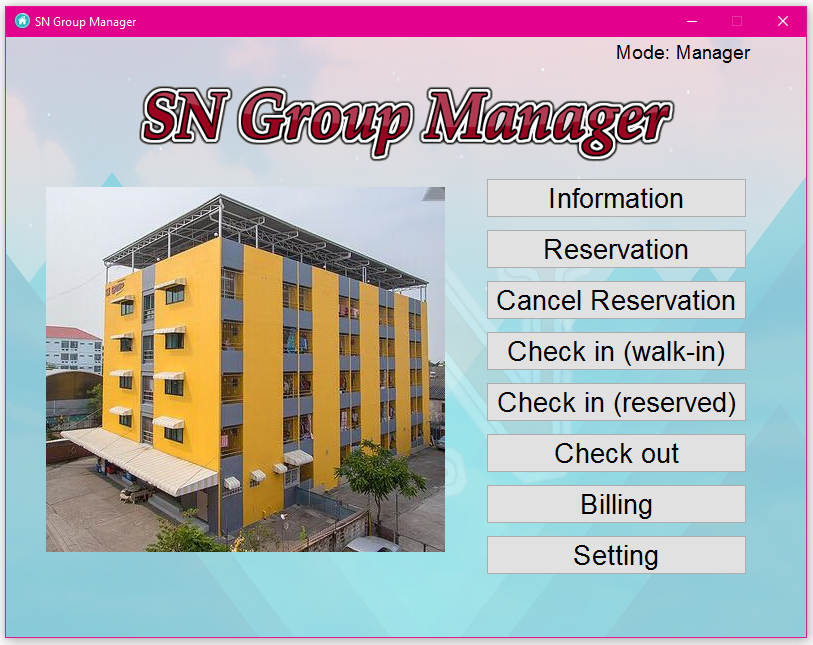 SN Group Manager
Mode: Manager
SN Group Manager
Information
Reservation
Cancel Reservation
Check in (walk-in)
Check in (reserved)
Check out
Billing
Setting